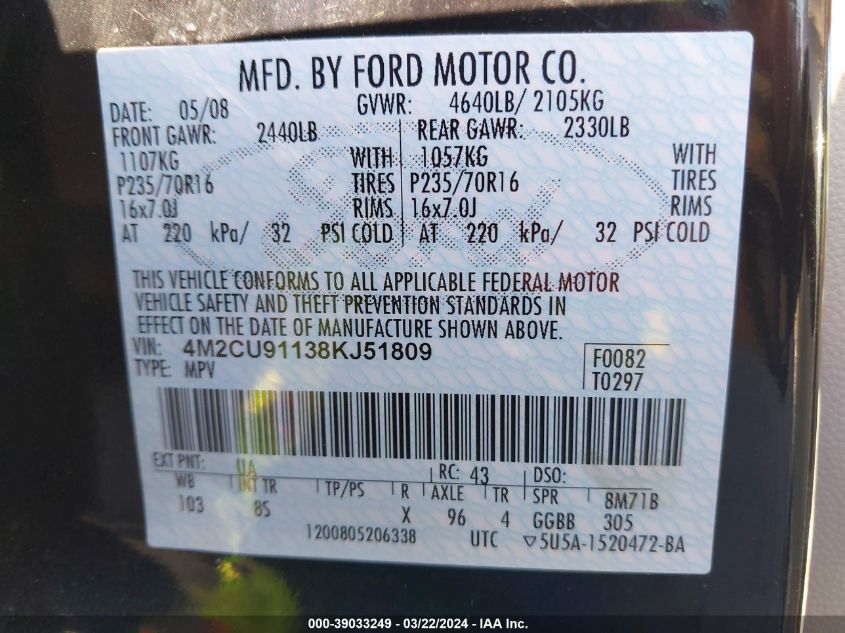 MFD. BY FORD MOTOR CO.
DATE: 05/08 GVWR: 4640LB/ 2105KG
FRONT GAWR: 2440LB REAR GAWR: 2330LB
1107KG WITH 1057KG WITH
P235/70R16 TIRES P235/70R16 TIRES
16x7.0J RIMS 16x7.0J RIMS
AT 220 kPa/ 32 PSI COLD AT 220 kPa/ 32 PSI COLD
THIS VEHICLE CONFORMS TO ALL APPLICABLE FEDERAL MOTOR
VEHICLE SAFETY AND THEFT PREVENTION STANDARDS IN
EFFECT ON THE DATE OF MANUFACTURE SHOWN ABOVE.
VIN: 4M2CU91138KJ51809 F0082
TYPE: MPV T0297
EXT PNT: UA RC: 43 DSO:
WB INT TR TP/PS R AXLE TR SPR 8M71B
103 8S X 96 4 GGBB 305
1200805206338 UTC ▽5U5A-1520472-BA
000-39033249 - 03/22/2024 - IAA Inc.